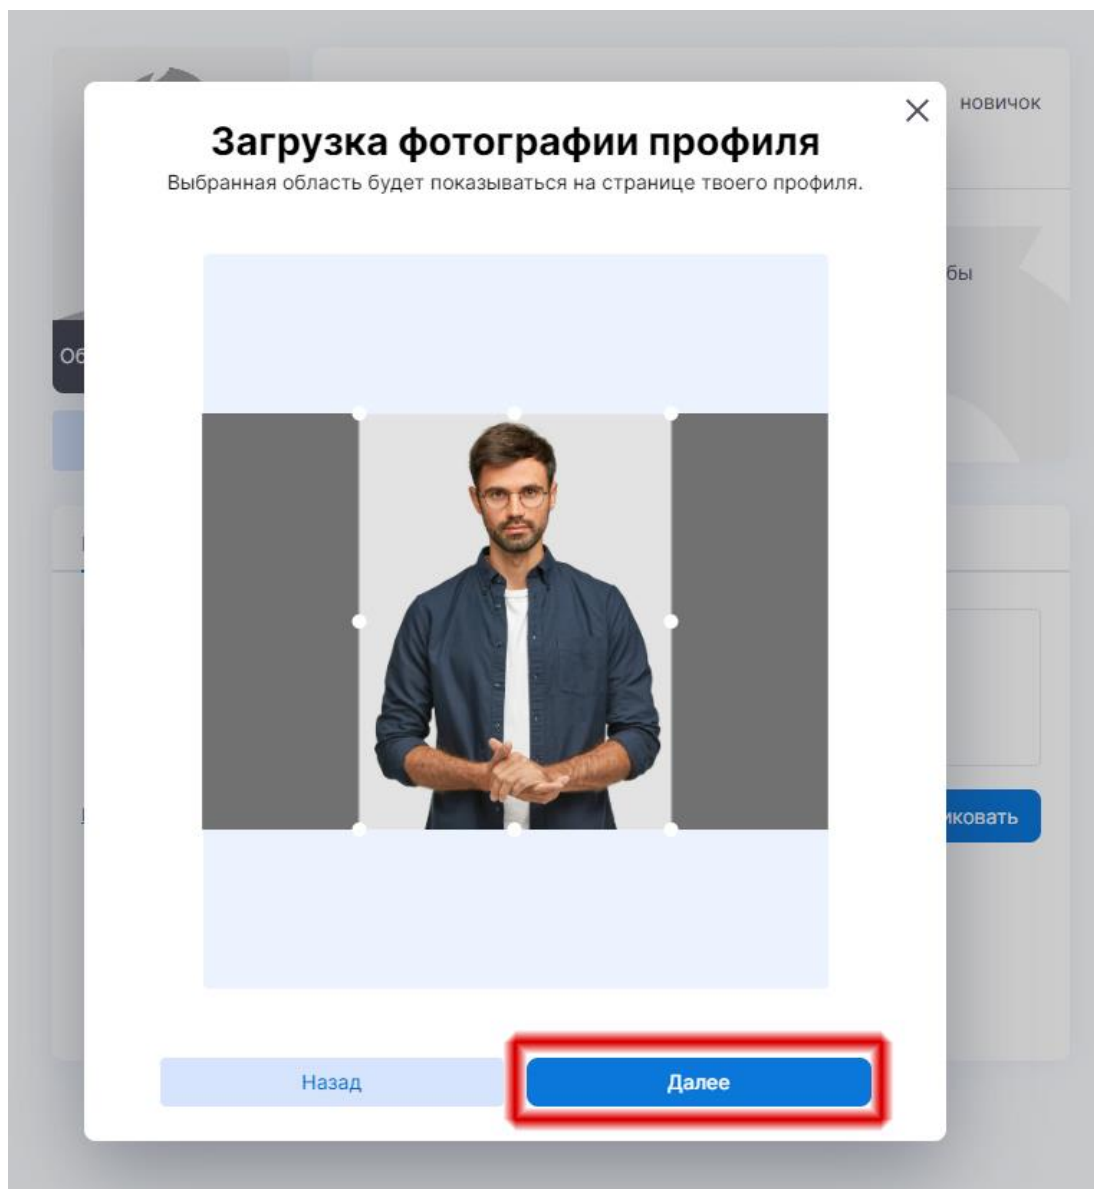 новичок
Загрузка фотографии профиля
Выбранная область будет показываться на странице твоего профиля.
бы
Об
иковать
Назад
Далее